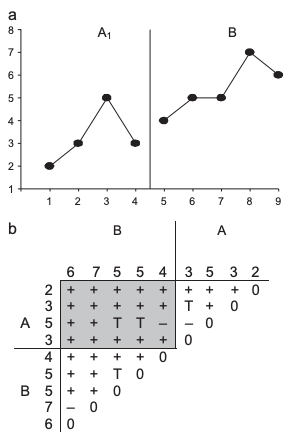 a
8
A1 B
7
6
5
4
3
2
1
1 2 3 4 5 6 7 8 9
b
B A
6 7 5 5 4 3 5 3 2
2 + + + + + + + + 0
3 + + + + + T + 0
A 5 + + T T – – 0
3 + + + + + 0
4 + + + + 0
5 + + T 0
B 5 + + 0
7 – 0
6 0